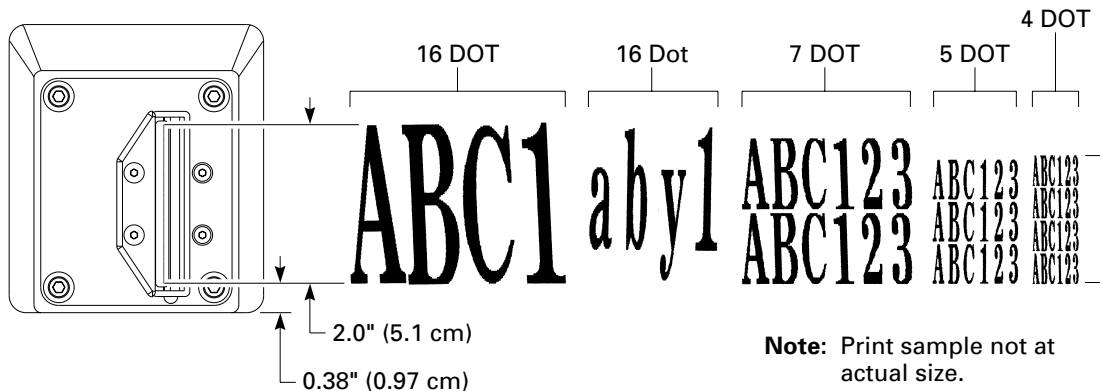 4 DOT
16 DOT
16 Dot
7 DOT
5 DOT
ABC1
abyl
ABC123
ABC123
ABC123
ABC123
ABC123
ABC123
ABC123
ABC123
ABC123
2.0" (5.1 cm)
0.38" (0.97 cm)
Note: Print sample not at
actual size.